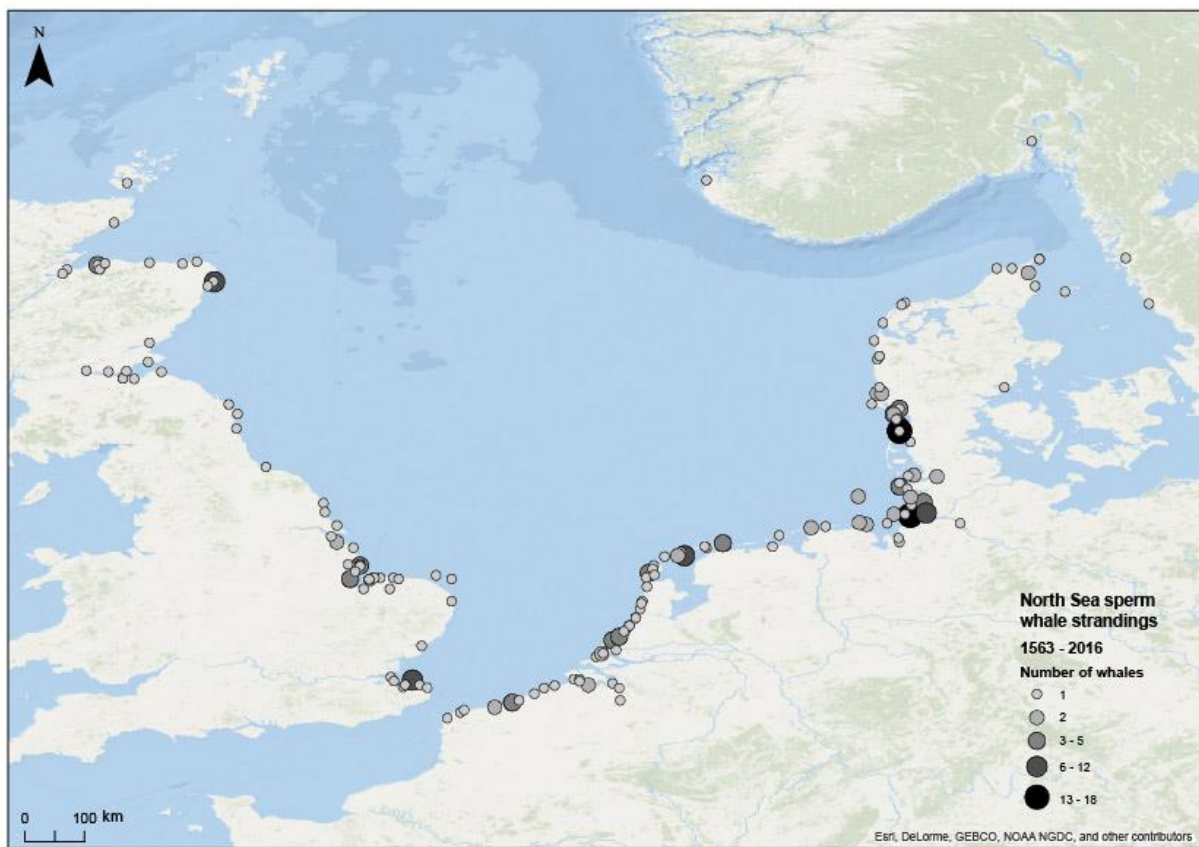 N
North Sea sperm
whale strandings
1563 - 2016
Number of whales
1
2
3 - 5
6 - 12
13 - 18
0 100 km
Esri, DeLorme, GEBCO, NOAA NGDC, and other contributors